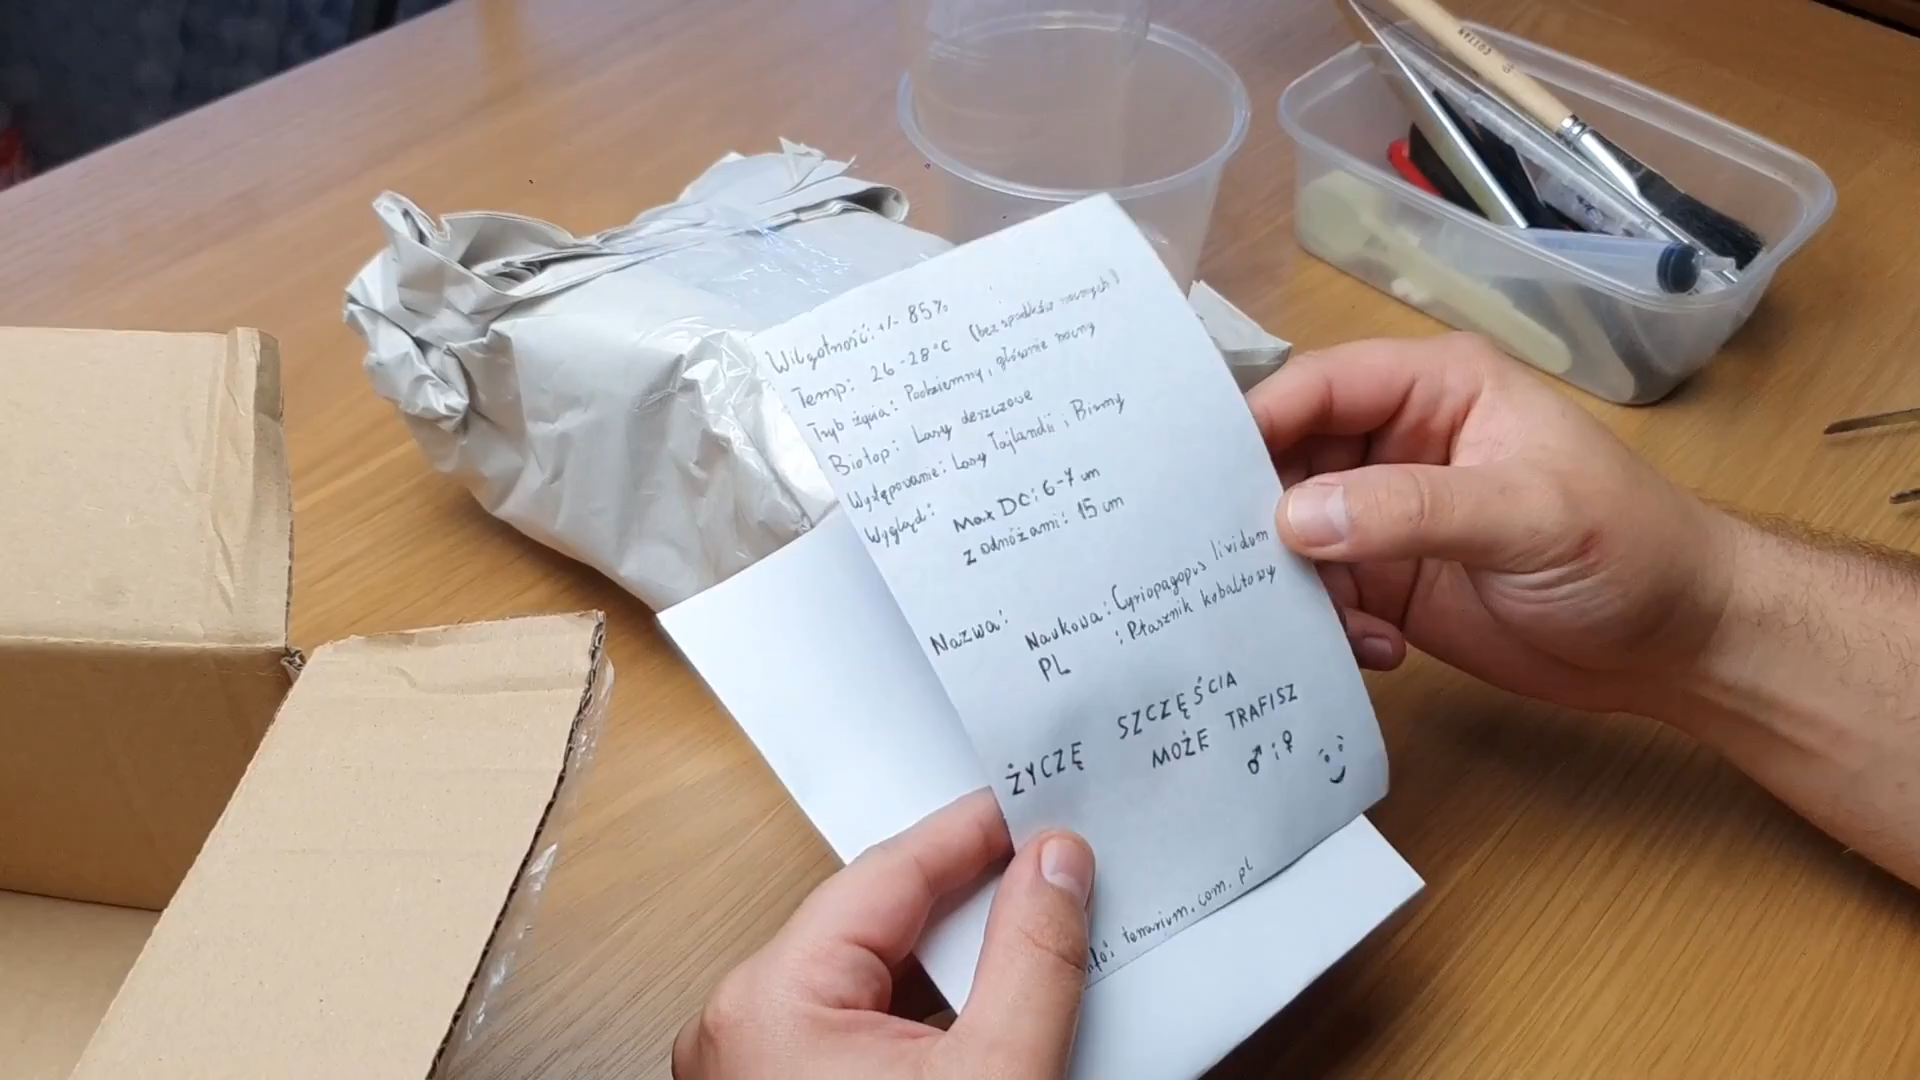 Wilgotność: +/- 85%
Temp: 26-28°C (bez spadków nocnych)
Tryb życia: Podziemny, głównie nocny
Biotop: Lasy deszczowe
Występowanie: Lasy Tajlandii i Birmy
Wygląd: Max DC: 6-7 cm
z odnóżami: 15 cm
Nazwa:
Naukowa: Cyriopagopus lividum
PL : Ptasznik kobaltowy
ŻYCZĘ SZCZĘŚCIA
MOŻE TRAFISZ
♂ i ♀
nfo: terrarium.com.pl
COTTAN